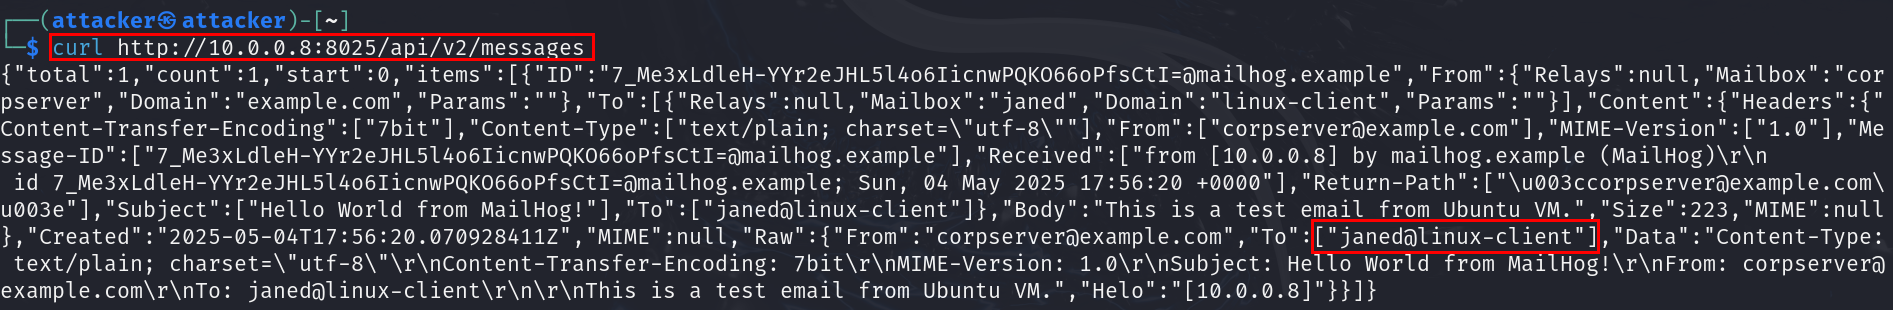 ┌──(attacker㉿attacker)-[~]
└─$ curl http://10.0.0.8:8025/api/v2/messages
{"total":1,"count":1,"start":0,"items":[{"ID":"7_Me3xLdleH-YYr2eJHL5l4o6IicnwPQKO66oPfsCtI=@mailhog.example","From":{"Relays":null,"Mailbox":"cor
pserver","Domain":"example.com","Params":""},"To":[{"Relays":null,"Mailbox":"janed","Domain":"linux-client","Params":""}],"Content":{"Headers":{"
Content-Transfer-Encoding":["7bit"],"Content-Type":["text/plain; charset=\"utf-8\""],"From":["corpserver@example.com"],"MIME-Version":["1.0"],"Me
ssage-ID":["7_Me3xLdleH-YYr2eJHL5l4o6IicnwPQKO66oPfsCtI=@mailhog.example"],"Received":["from [10.0.0.8] by mailhog.example (MailHog)\r\n
 id 7_Me3xLdleH-YYr2eJHL5l4o6IicnwPQKO66oPfsCtI=@mailhog.example; Sun, 04 May 2025 17:56:20 +0000"],"Return-Path":["\u003ccorpserver@example.com\
u003e"],"Subject":["Hello World from MailHog!"],"To":["janed@linux-client"]},"Body":"This is a test email from Ubuntu VM.","Size":223,"MIME":null
},"Created":"2025-05-04T17:56:20.070928411Z","MIME":null,"Raw":{"From":"corpserver@example.com","To":["janed@linux-client"],"Data":"Content-Type:
 text/plain; charset=\"utf-8\"\r\nContent-Transfer-Encoding: 7bit\r\nMIME-Version: 1.0\r\nSubject: Hello World from MailHog!\r\nFrom: corpserver@
example.com\r\nTo: janed@linux-client\r\n\r\nThis is a test email from Ubuntu VM.","Helo":"[10.0.0.8]"}}]}